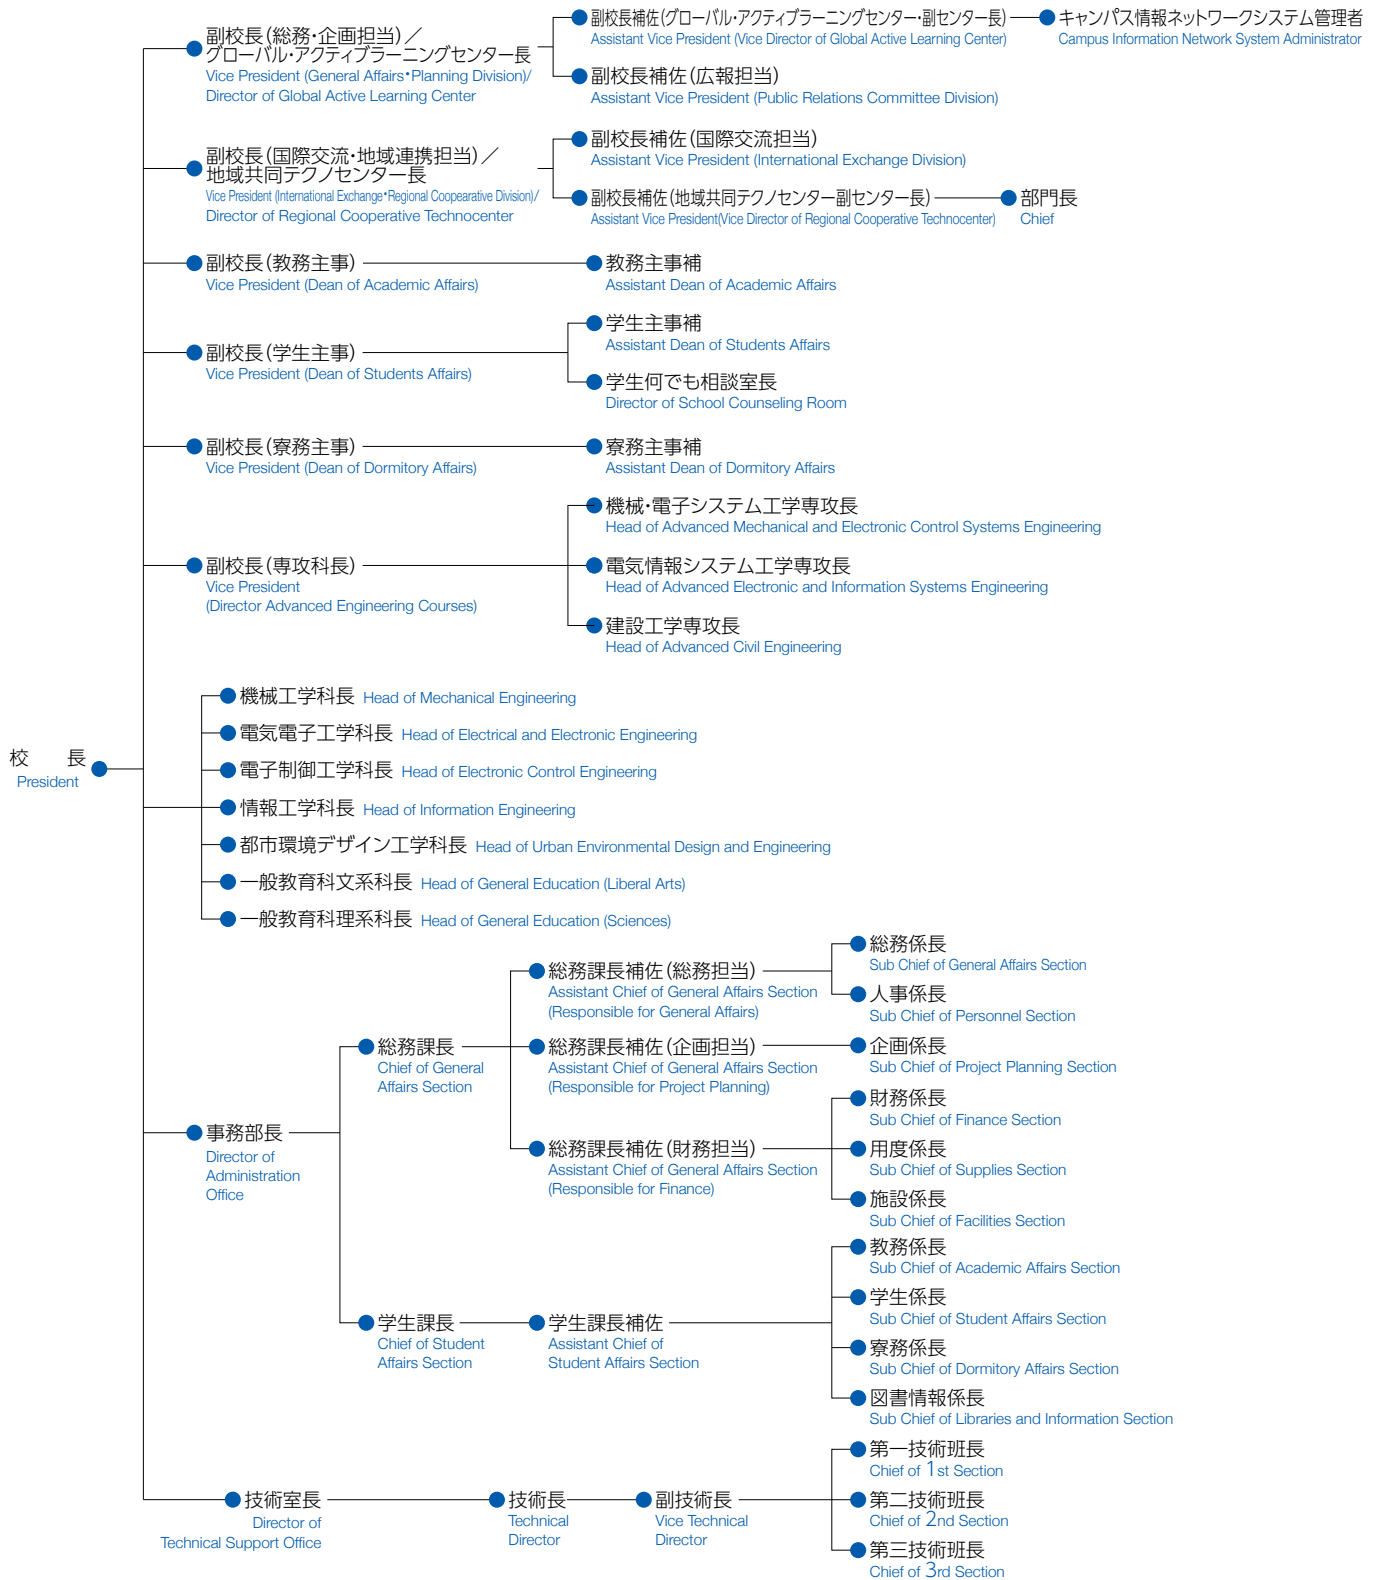 校　長
President
副校長（総務・企画担当）／
グローバル・アクティブラーニングセンター長
Vice President (General Affairs・Planning Division)/
Director of Global Active Learning Center
副校長補佐（グローバル・アクティブラーニングセンター・副センター長）
Assistant Vice President (Vice Director of Global Active Learning Center)
キャンパス情報ネットワークシステム管理者
Campus Information Network System Administrator
副校長補佐（広報担当）
Assistant Vice President (Public Relations Committee Division)
副校長（国際交流・地域連携担当）／
地域共同テクノセンター長
Vice President (International Exchange・Regional Coopearative Division)/
Director of Regional Cooperative Technocenter
副校長補佐（国際交流担当）
Assistant Vice President (International Exchange Division)
副校長補佐（地域共同テクノセンター副センター長）
Assistant Vice President(Vice Director of Regional Cooperative Technocenter)
部門長
Chief
副校長（教務主事）
Vice President (Dean of Academic Affairs)
教務主事補
Assistant Dean of Academic Affairs
副校長（学生主事）
Vice President (Dean of Students Affairs)
学生主事補
Assistant Dean of Students Affairs
学生何でも相談室長
Director of School Counseling Room
副校長（寮務主事）
Vice President (Dean of Dormitory Affairs)
寮務主事補
Assistant Dean of Dormitory Affairs
副校長（専攻科長）
Vice President
(Director Advanced Engineering Courses)
機械・電子システム工学専攻長
Head of Advanced Mechanical and Electronic Control Systems Engineering
電気情報システム工学専攻長
Head of Advanced Electronic and Information Systems Engineering
建設工学専攻長
Head of Advanced Civil Engineering
機械工学科長 Head of Mechanical Engineering
電気電子工学科長 Head of Electrical and Electronic Engineering
電子制御工学科長 Head of Electronic Control Engineering
情報工学科長 Head of Information Engineering
都市環境デザイン工学科長 Head of Urban Environmental Design and Engineering
一般教育科文系科長 Head of General Education (Liberal Arts)
一般教育科理系科長 Head of General Education (Sciences)
事務部長
Director of
Administration
Office
総務課長
Chief of General
Affairs Section
総務課長補佐（総務担当）
Assistant Chief of General Affairs Section
(Responsible for General Affairs)
総務係長
Sub Chief of General Affairs Section
人事係長
Sub Chief of Personnel Section
総務課長補佐（企画担当）
Assistant Chief of General Affairs Section
(Responsible for Project Planning)
企画係長
Sub Chief of Project Planning Section
総務課長補佐（財務担当）
Assistant Chief of General Affairs Section
(Responsible for Finance)
財務係長
Sub Chief of Finance Section
用度係長
Sub Chief of Supplies Section
施設係長
Sub Chief of Facilities Section
学生課長
Chief of Student
Affairs Section
学生課長補佐
Assistant Chief of
Student Affairs Section
教務係長
Sub Chief of Academic Affairs Section
学生係長
Sub Chief of Student Affairs Section
寮務係長
Sub Chief of Dormitory Affairs Section
図書情報係長
Sub Chief of Libraries and Information Section
技術室長
Director of
Technical Support Office
技術長
Technical
Director
副技術長
Vice Technical
Director
第一技術班長
Chief of 1st Section
第二技術班長
Chief of 2nd Section
第三技術班長
Chief of 3rd Section